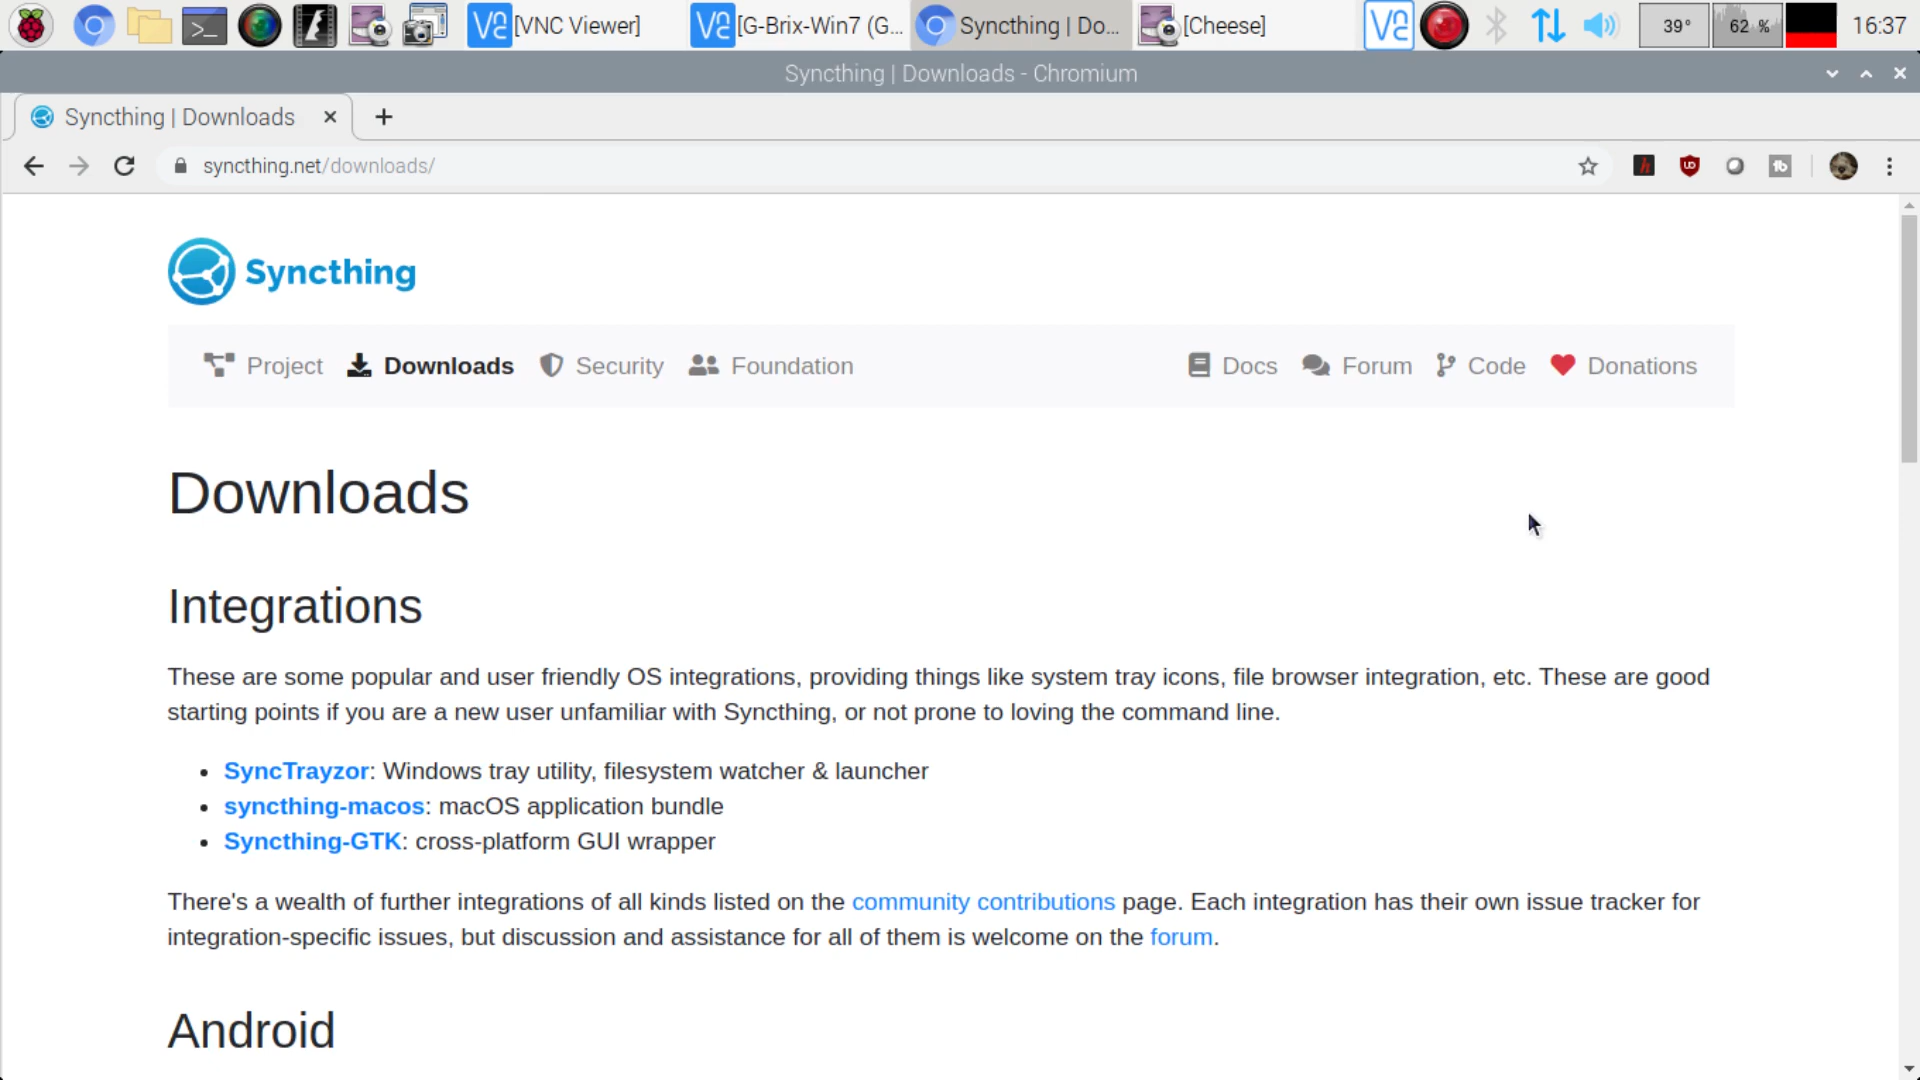 [VNC Viewer] [G-Brix-Win7 (G... Syncthing | Do... [Cheese] 39° 62 % 16:37
Syncthing | Downloads - Chromium
Syncthing | Downloads
syncthing.net/downloads/
Syncthing
Project Downloads Security Foundation Docs Forum Code Donations
Downloads
Integrations
These are some popular and user friendly OS integrations, providing things like system tray icons, file browser integration, etc. These are good
starting points if you are a new user unfamiliar with Syncthing, or not prone to loving the command line.
• SyncTrayzor: Windows tray utility, filesystem watcher & launcher
• syncthing-macos: macOS application bundle
• Syncthing-GTK: cross-platform GUI wrapper
There's a wealth of further integrations of all kinds listed on the community contributions page. Each integration has their own issue tracker for
integration-specific issues, but discussion and assistance for all of them is welcome on the forum.
Android